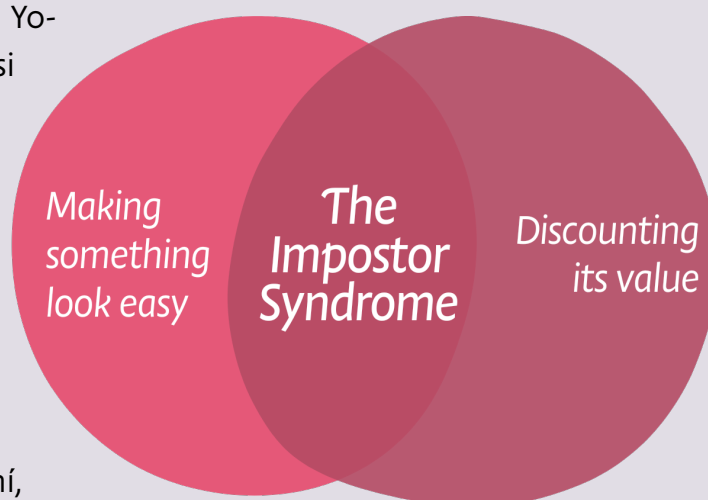 Yo-
si
Making
something
look easy
The
Impostor
Syndrome
Discounting
its value
ní,